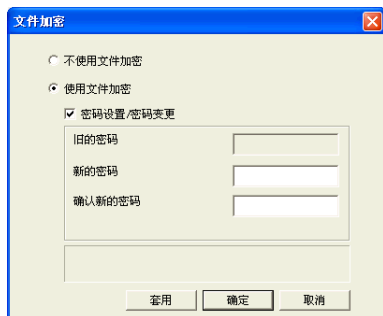 文件加密
不使用文件加密
使用文件加密
密码设置/密码变更
旧的密码
新的密码
确认新的密码
套用 确定 取消